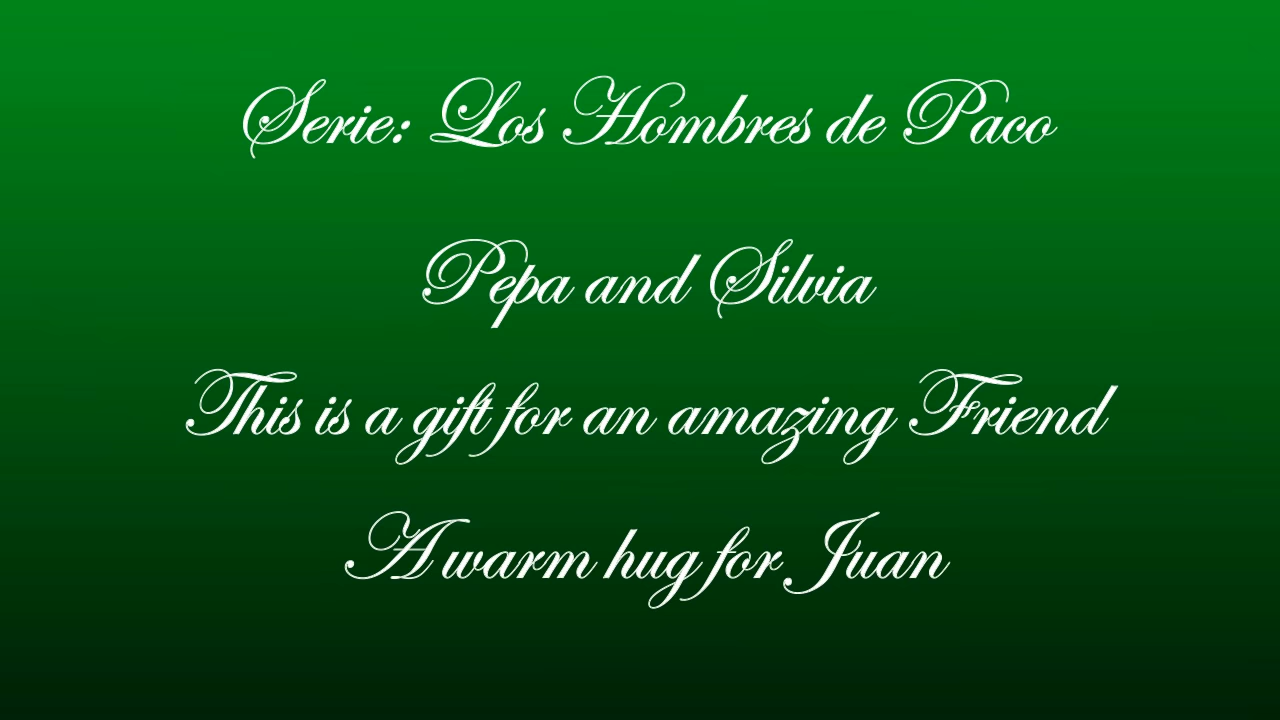 Serie: Los Hombres de Paco
Pepa and Silvia
This is a gift for an amazing Friend
A warm hug for Juan